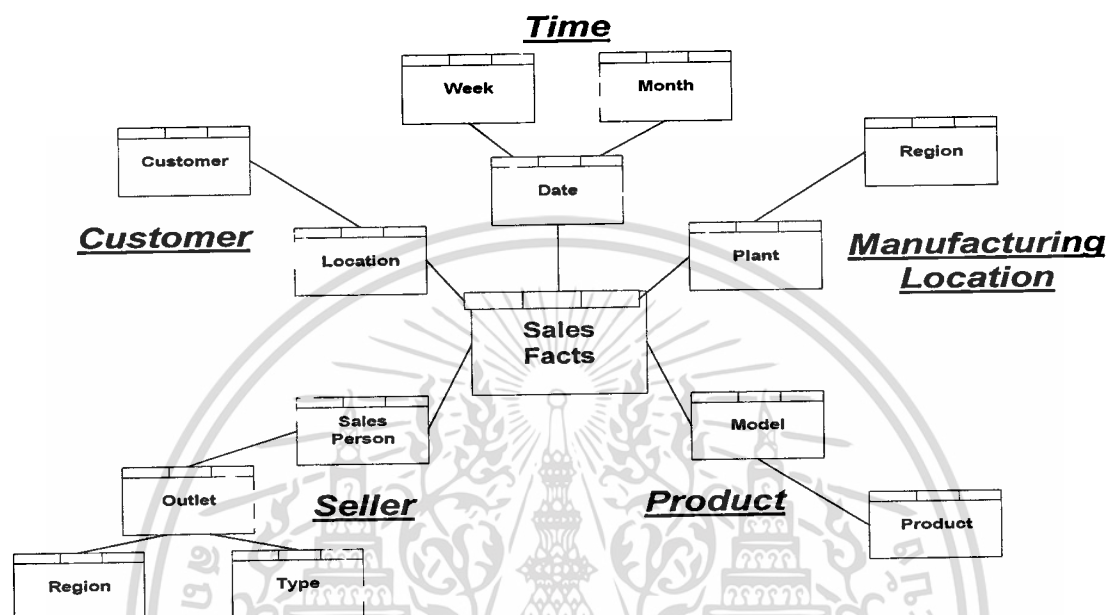 Time
Week
Month
Customer
Region
Date
Customer
Location
Plant
Manufacturing
Location
Sales
Facts
Sales
Person
Model
Outlet
Seller
Product
Product
Region
Type